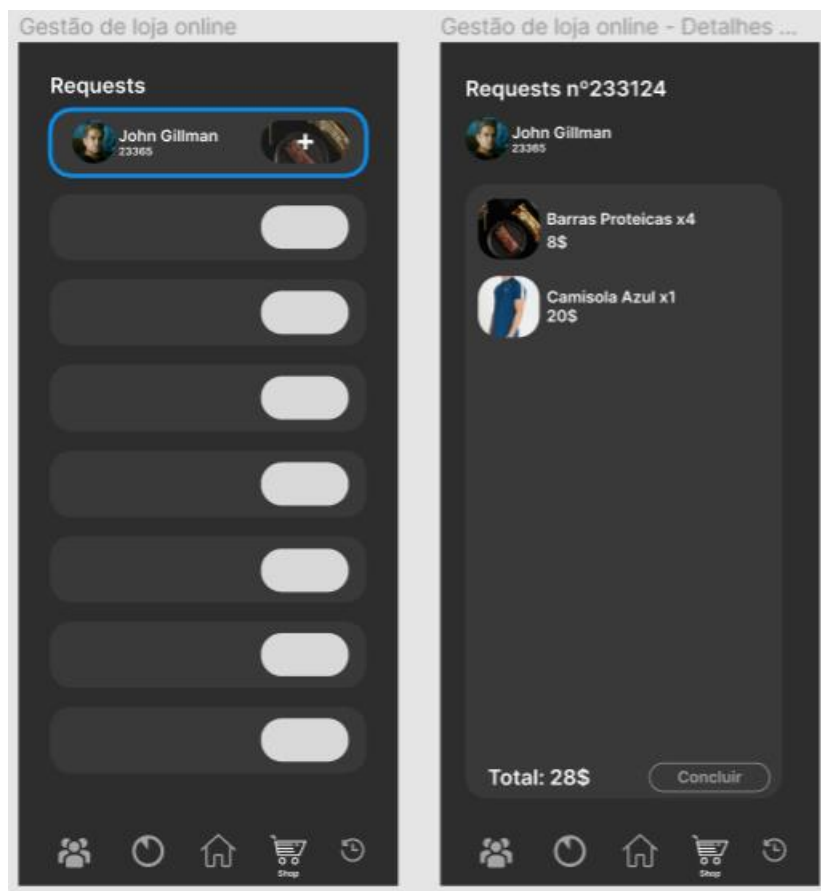 Gestão de loja online
Requests
John Gillman
23365
Shop
Gestão de loja online - Detalhes ...
Requests nº233124
John Gillman
23365
Barras Proteicas x4
8$
Camisola Azul x1
20$
Total: 28$
Concluir
Shop